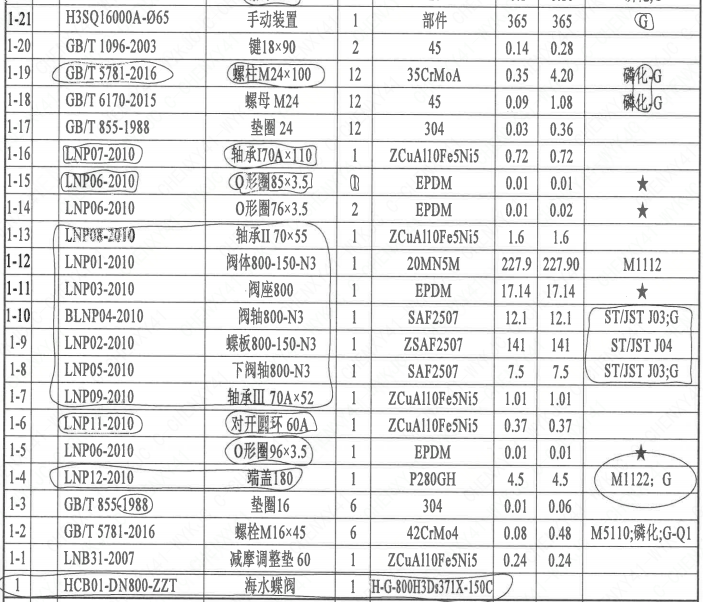 1-21 H3SQ16000A-Ø65 手动装置 1 部件 365 365 G
1-20 GB/T 1096-2003 键18×90 2 45 0.14 0.28
1-19 GB/T 5781-2016 螺柱M24×100 12 35CrMoA 0.35 4.20 磷化-G
1-18 GB/T 6170-2015 螺母 M24 12 45 0.09 1.08 磷化-G
1-17 GB/T 855-1988 垫圈 24 12 304 0.03 0.36
1-16 LNP07-2010 轴承I70A×110 1 ZCuAl10Fe5Ni5 0.72 0.72
1-15 LNP06-2010 O形圈85×3.5 1 EPDM 0.01 0.01 ★
1-14 LNP06-2010 O形圈76×3.5 2 EPDM 0.01 0.02 ★
1-13 LNP08-2010 轴承II 70×55 1 ZCuAl10Fe5Ni5 1.6 1.6
1-12 LNP01-2010 阀体800-150-N3 1 20MN5M 227.9 227.90 M1112
1-11 LNP03-2010 阀座800 1 EPDM 17.14 17.14 ★
1-10 BLNP04-2010 阀轴800-N3 1 SAF2507 12.1 12.1 ST/JST J03;G
1-9 LNP02-2010 蝶板800-150-N3 1 ZSAF2507 141 141 ST/JST J04
1-8 LNP05-2010 下阀轴800-N3 1 SAF2507 7.5 7.5 ST/JST J03;G
1-7 LNP09-2010 轴承III 70A×52 1 ZCuAl10Fe5Ni5 1.01 1.01
1-6 LNP11-2010 对开圆环 60A 1 ZCuAl10Fe5Ni5 0.37 0.37
1-5 LNP06-2010 O形圈96×3.5 1 EPDM 0.01 0.01 ★
1-4 LNP12-2010 端盖180 1 P280GH 4.5 4.5 M1122; G
1-3 GB/T 855-1988 垫圈16 6 304 0.01 0.06
1-2 GB/T 5781-2016 螺栓M16×45 6 42CrMo4 0.08 0.48 M5110;磷化;G-Q1
1-1 LNB31-2007 减摩调整垫 60 1 ZCuAl10Fe5Ni5 0.24 0.24
1 HCB01-DN800-ZZT 海水蝶阀 1 H-G-800H3Ds371X-150C